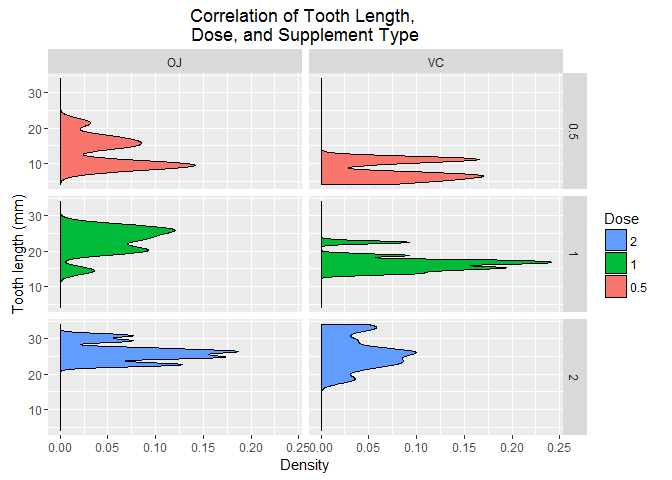 Correlation of Tooth Length,
Dose, and Supplement Type
OJ VC
30
20
10
0.5
30
20
10
1
30
20
10
2
Tooth length (mm)
0.00 0.05 0.10 0.15 0.20 0.25 0.00 0.05 0.10 0.15 0.20 0.25
Density
Dose
2
1
0.5